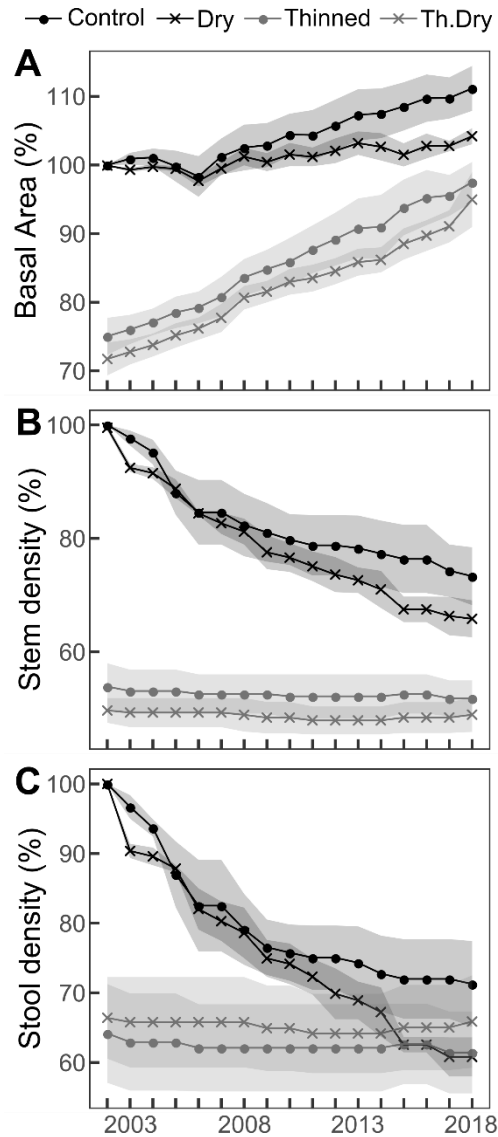 Control Dry Thinned Th.Dry
A
Basal Area (%)
110
100
90
80
70
B
Stem density (%)
100
80
60
C
Stool density (%)
100
90
80
70
60
2003 2008 2013 2018